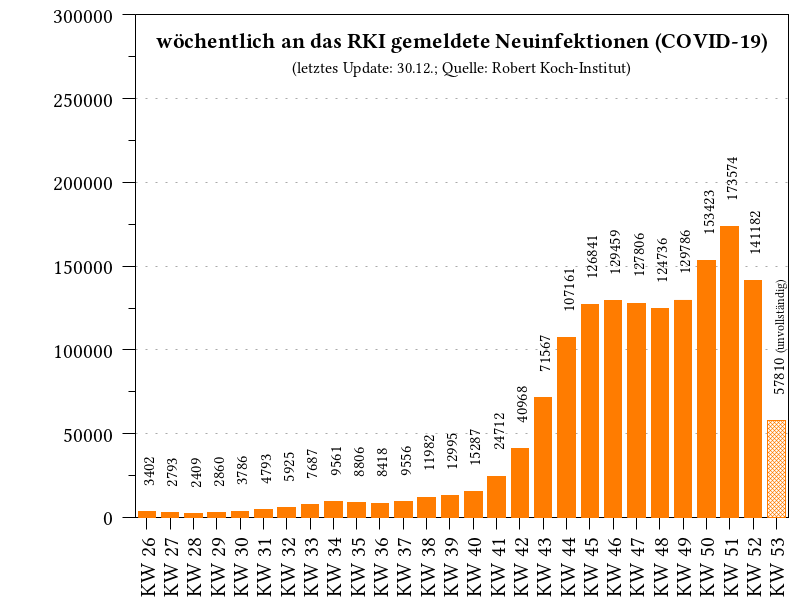 wöchentlich an das RKI gemeldete Neuinfektionen (COVID-19)
(letztes Update: 30.12.; Quelle: Robert Koch-Institut)
300000
250000
200000
150000
100000
50000
0
3402
2793
2409
2860
3786
4793
5925
7687
9561
8806
8418
9556
11982
12995
15287
24712
40968
71567
107161
126841
129459
127806
124736
129786
153423
173574
141182
57810 (unvollständig)
KW 26
KW 27
KW 28
KW 29
KW 30
KW 31
KW 32
KW 33
KW 34
KW 35
KW 36
KW 37
KW 38
KW 39
KW 40
KW 41
KW 42
KW 43
KW 44
KW 45
KW 46
KW 47
KW 48
KW 49
KW 50
KW 51
KW 52
KW 53